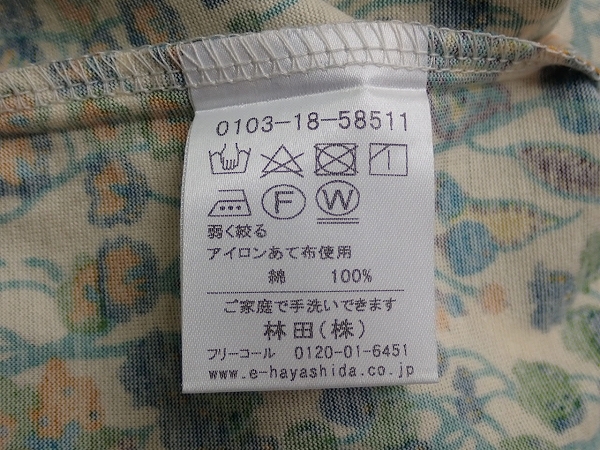 0103-18-58511
F W
弱く絞る
アイロンあて布使用
綿 100%
ご家庭で手洗いできます
林田(株)
フリーコール 0120-01-6451
www.e-hayashida.co.jp